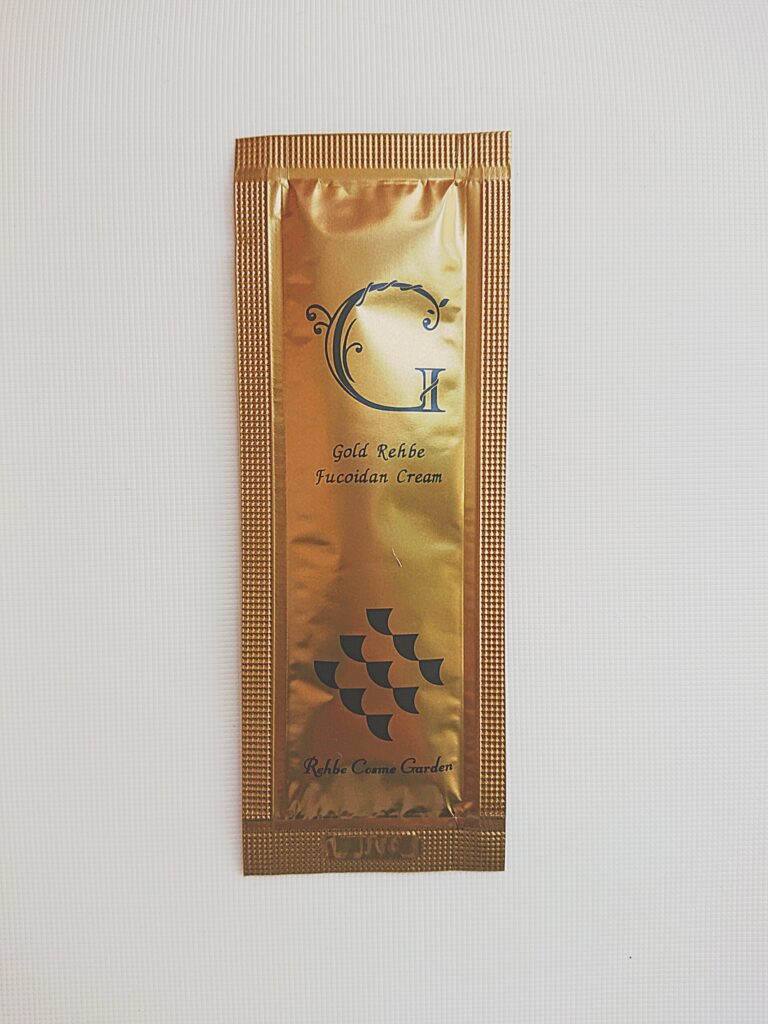 G
Gold Rehbe
Fucoidan Cream
Rehbe Cosme Garden